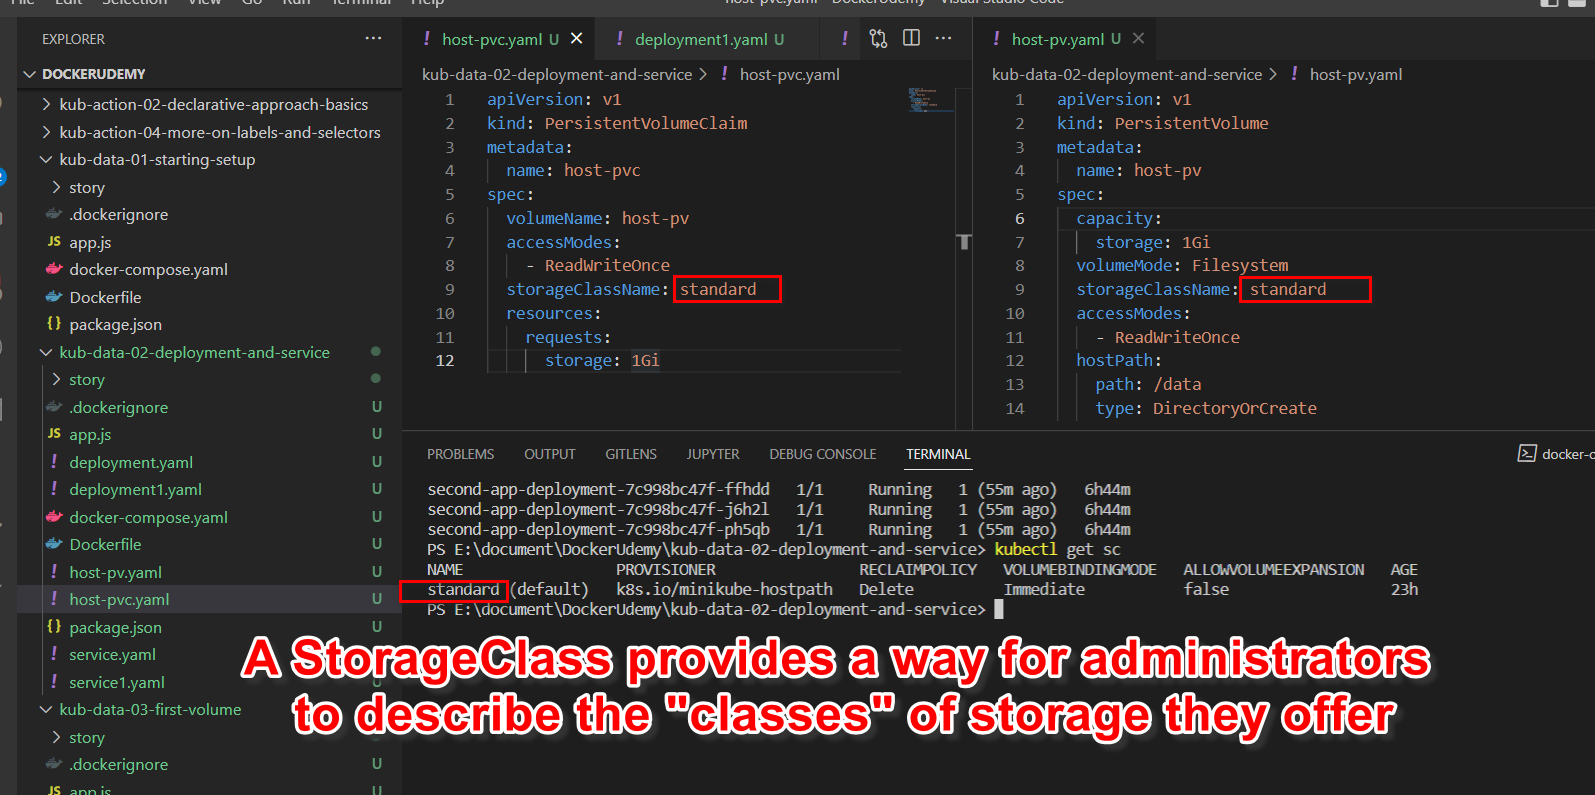 File Edit Selection View Go Run Terminal Help
host-pvc.yaml - DockerUdemy - Visual Studio Code
EXPLORER ...
DOCKERUDEMY
kub-action-02-declarative-approach-basics
kub-action-04-more-on-labels-and-selectors
kub-data-01-starting-setup
story
.dockerignore
JS app.js
docker-compose.yaml
Dockerfile
{} package.json
kub-data-02-deployment-and-service
story
.dockerignore U
JS app.js U
! deployment.yaml U
! deployment1.yaml U
docker-compose.yaml U
Dockerfile U
! host-pv.yaml U
! host-pvc.yaml U
{} package.json U
! service.yaml U
! service1.yaml U
kub-data-03-first-volume
story
.dockerignore U
JS app.js U
! host-pvc.yaml U ! deployment1.yaml U !
kub-data-02-deployment-and-service > ! host-pvc.yaml
1 apiVersion: v1
2 kind: PersistentVolumeClaim
3 metadata:
4 name: host-pvc
5 spec:
6 volumeName: host-pv
7 accessModes:
8 - ReadWriteOnce
9 storageClassName: standard
10 resources:
11 requests:
12 storage: 1Gi
! host-pv.yaml U
kub-data-02-deployment-and-service > ! host-pv.yaml
1 apiVersion: v1
2 kind: PersistentVolume
3 metadata:
4 name: host-pv
5 spec:
6 capacity:
7 storage: 1Gi
8 volumeMode: Filesystem
9 storageClassName: standard
10 accessModes:
11 - ReadWriteOnce
12 hostPath:
13 path: /data
14 type: DirectoryOrCreate
PROBLEMS OUTPUT GITLENS JUPYTER DEBUG CONSOLE TERMINAL
second-app-deployment-7c998bc47f-ffhdd 1/1 Running 1 (55m ago) 6h44m
second-app-deployment-7c998bc47f-j6h2l 1/1 Running 1 (55m ago) 6h44m
second-app-deployment-7c998bc47f-ph5qb 1/1 Running 1 (55m ago) 6h44m
PS E:\document\DockerUdemy\kub-data-02-deployment-and-service> kubectl get sc
NAME PROVISIONER RECLAIMPOLICY VOLUMEBINDINGMODE ALLOWVOLUMEEXPANSION AGE
standard (default) k8s.io/minikube-hostpath Delete Immediate false 23h
PS E:\document\DockerUdemy\kub-data-02-deployment-and-service>
A StorageClass provides a way for administrators
to describe the "classes" of storage they offer